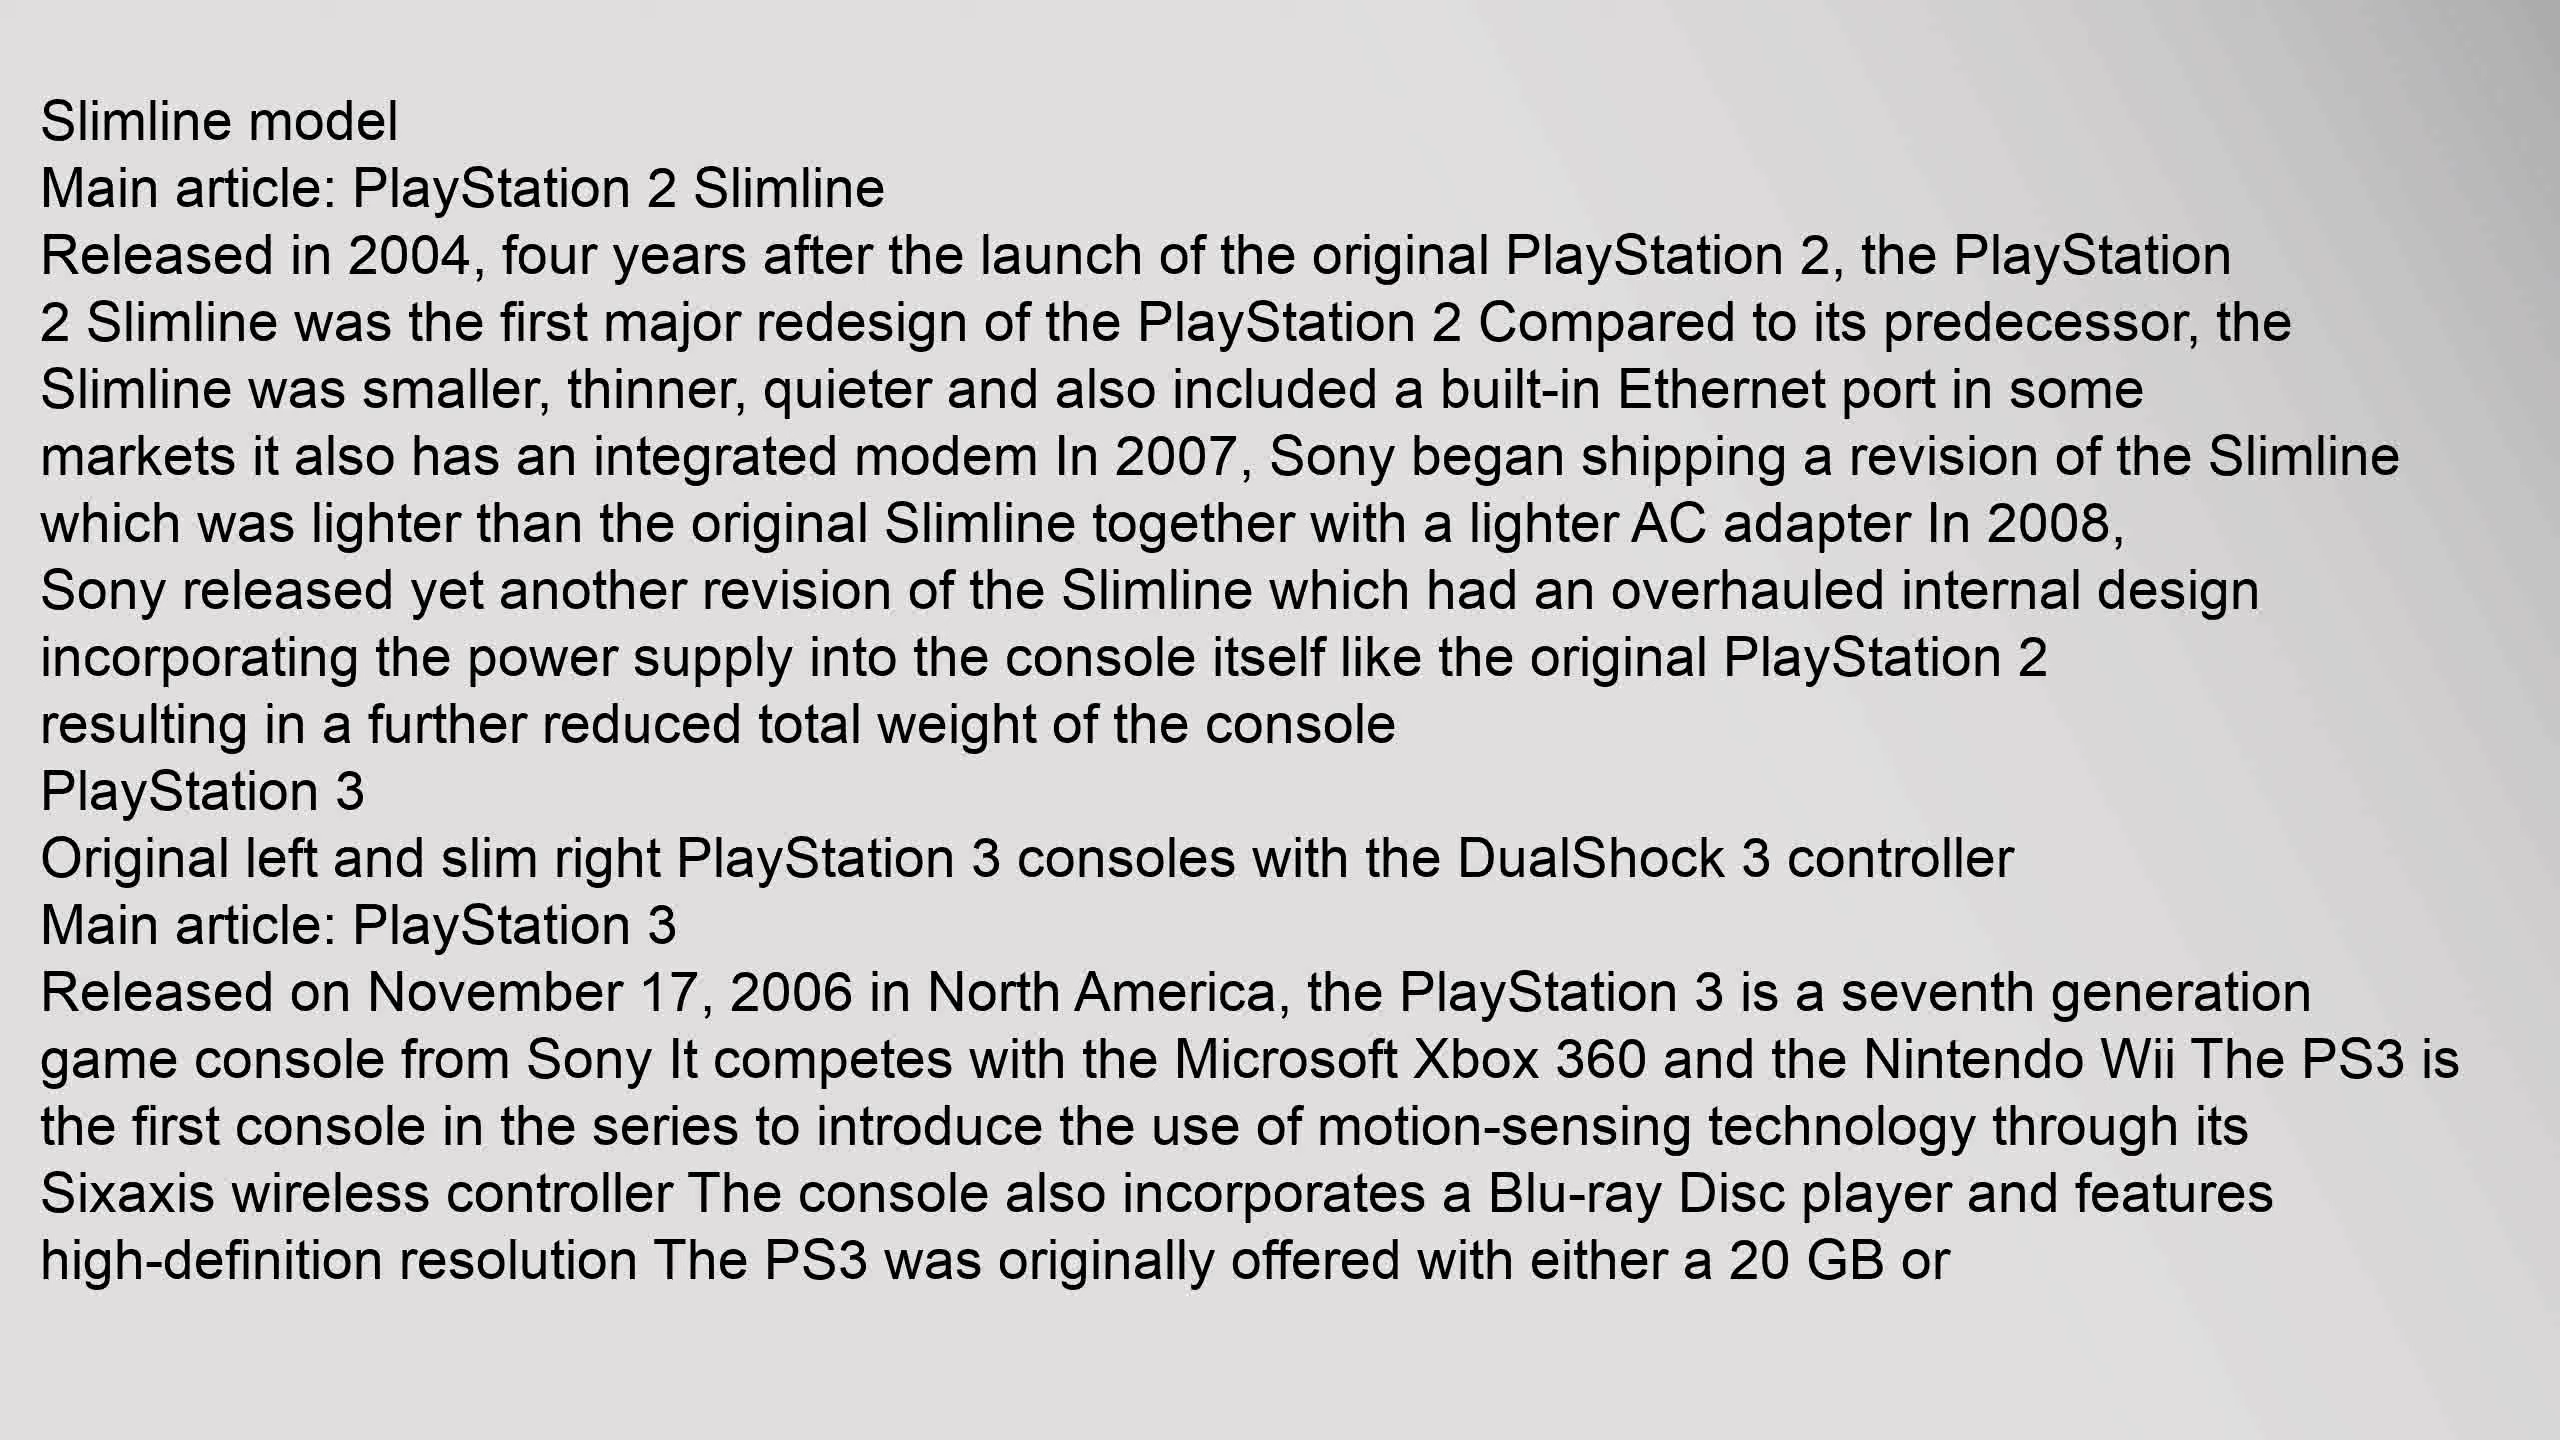 Slimline model
Main article: PlayStation 2 Slimline
Released in 2004, four years after the launch of the original PlayStation 2, the PlayStation
2 Slimline was the first major redesign of the PlayStation 2 Compared to its predecessor, the
Slimline was smaller, thinner, quieter and also included a built-in Ethernet port in some
markets it also has an integrated modem In 2007, Sony began shipping a revision of the Slimline
which was lighter than the original Slimline together with a lighter AC adapter In 2008,
Sony released yet another revision of the Slimline which had an overhauled internal design
incorporating the power supply into the console itself like the original PlayStation 2
resulting in a further reduced total weight of the console
PlayStation 3
Original left and slim right PlayStation 3 consoles with the DualShock 3 controller
Main article: PlayStation 3
Released on November 17, 2006 in North America, the PlayStation 3 is a seventh generation
game console from Sony It competes with the Microsoft Xbox 360 and the Nintendo Wii The PS3 is
the first console in the series to introduce the use of motion-sensing technology through its
Sixaxis wireless controller The console also incorporates a Blu-ray Disc player and features
high-definition resolution The PS3 was originally offered with either a 20 GB or